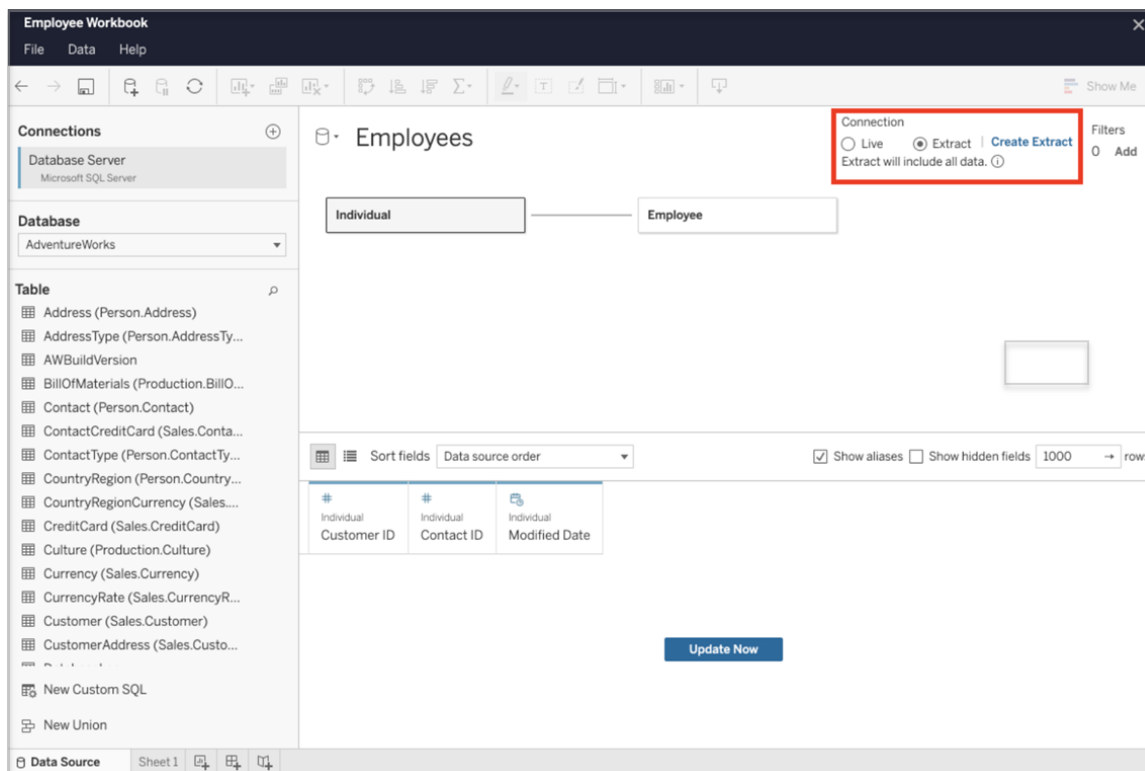 Employee Workbook
File Data Help
Show Me
Connections
Database Server
Microsoft SQL Server
Database
AdventureWorks
Table
Address (Person.Address)
AddressType (Person.AddressTy...
AWBuildVersion
BillOfMaterials (Production.BillO...
Contact (Person.Contact)
ContactCreditCard (Sales.Conta...
ContactType (Person.ContactTy...
CountryRegion (Person.Country...
CountryRegionCurrency (Sales....
CreditCard (Sales.CreditCard)
Culture (Production.Culture)
Currency (Sales.Currency)
CurrencyRate (Sales.CurrencyR...
Customer (Sales.Customer)
CustomerAddress (Sales.Custo...
New Custom SQL
New Union
Employees
Connection
Live Extract | Create Extract
Extract will include all data.
Filters
0 Add
Individual Employee
Sort fields Data source order Show aliases Show hidden fields 1000 → rows
Individual Individual Individual
Customer ID Contact ID Modified Date
Update Now
Data Source Sheet 1